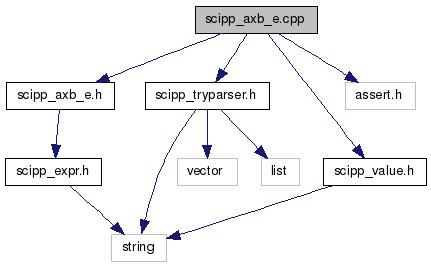 scipp_axb_e.cpp
scipp_axb_e.h
scipp_tryparser.h
assert.h
scipp_expr.h
vector
list
scipp_value.h
string